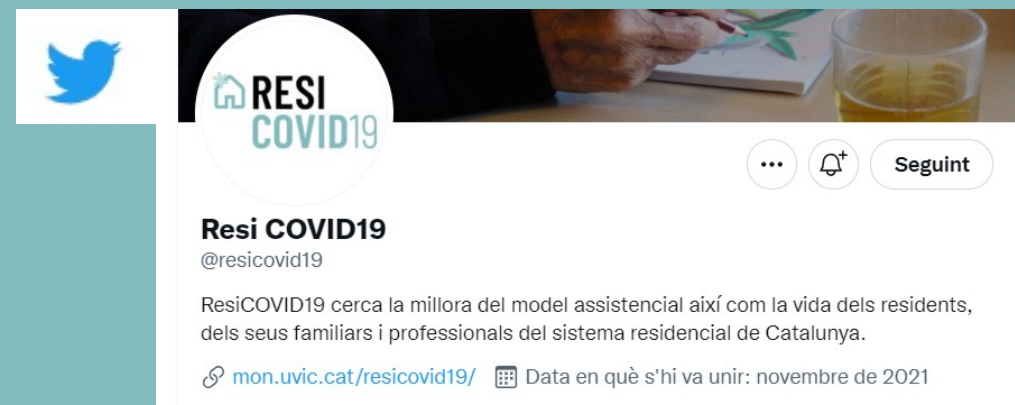 RESI
COVID19
Seguint
Resi COVID19
@resicovid19
ResiCOVID19 cerca la millora del model assistencial així com la vida dels residents,
dels seus familiars i professionals del sistema residencial de Catalunya.
mon.uvic.cat/resicovid19/ Data en què s'hi va unir: novembre de 2021